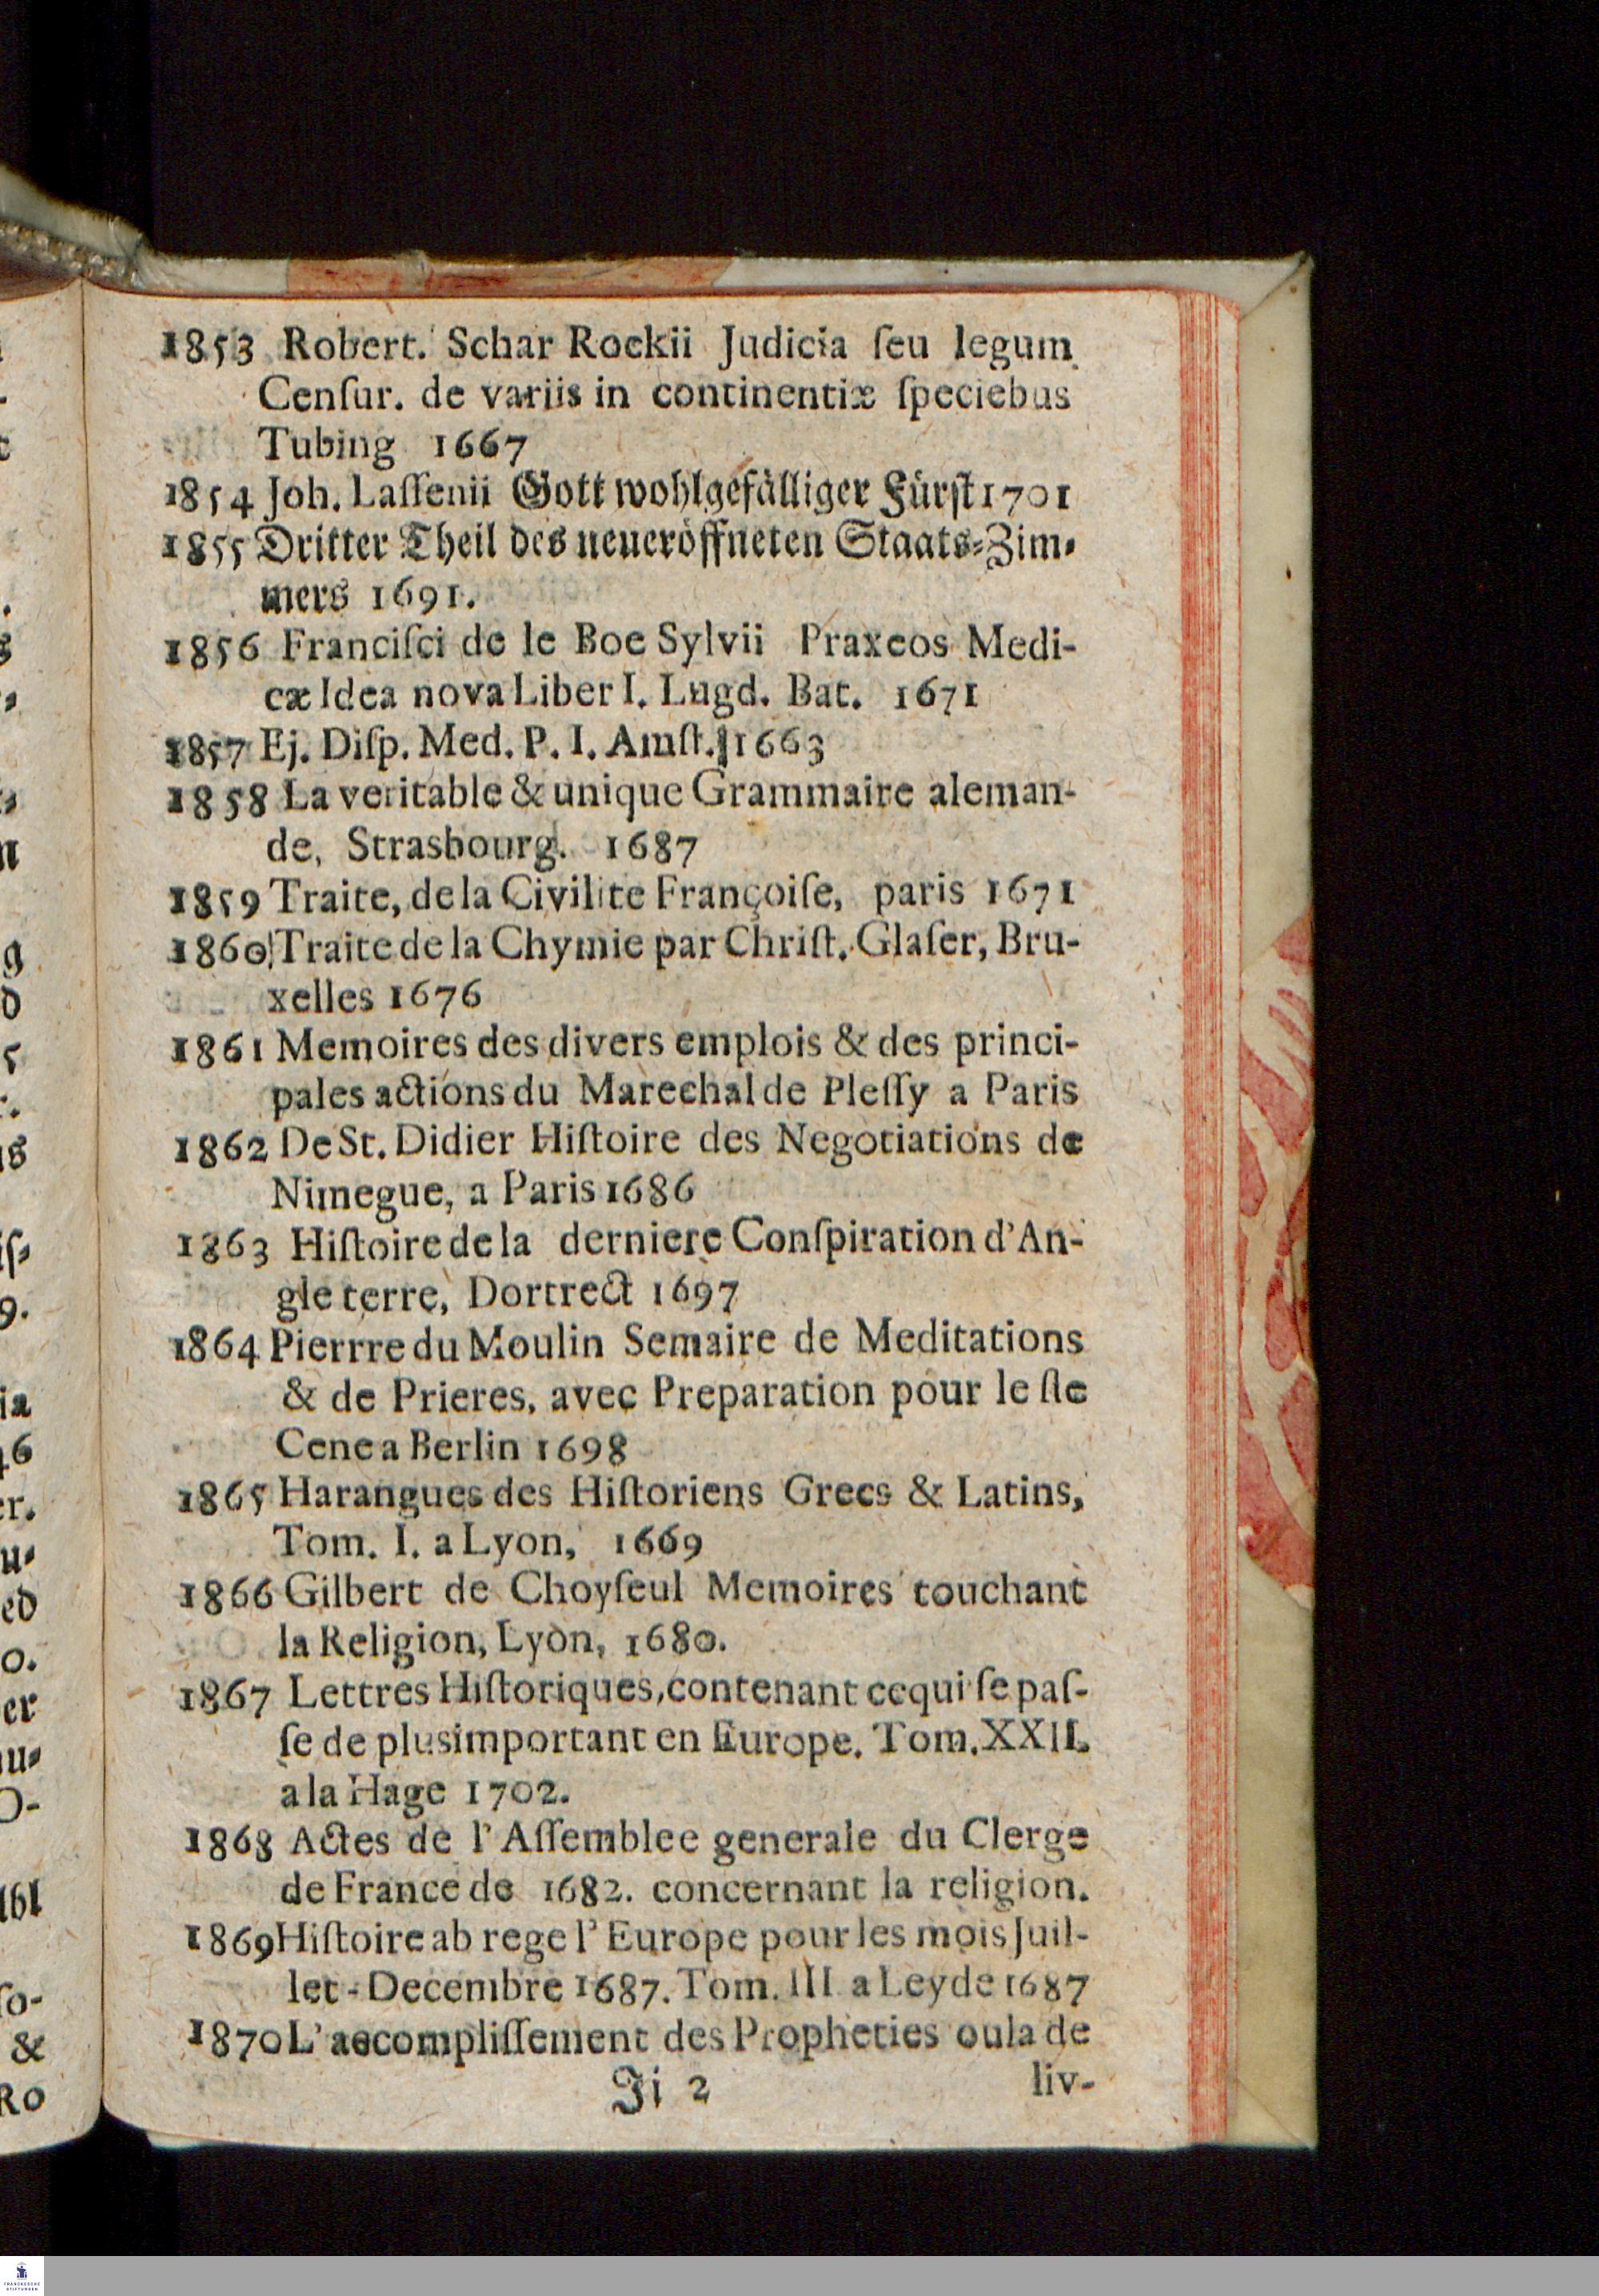 1853 Robert. Schar Rockii Judicia ſeu legum
Cenſur. de variis in continentiæ ſpeciebus
Tubing 1667
1854 Joh. Laſſenii Gott wohlgefälliger Fürſt 1701
1855 Dritter Theil des neueröffneten Staats-Zim-
mers 1691.
1856 Franciſci de le Boe Sylvii Praxeos Medi-
cæ Idea nova Liber I. Lugd. Bat. 1671
1857 Ej. Diſp. Med. P. I. Amſt. 1663
1858 La veritable & unique Grammaire aleman-
de, Strasbourg. 1687
1859 Traite, de la Civilite Françoiſe, paris 1671
1860 Traite de la Chymie par Chriſt. Glaſer, Bru-
xelles 1676
1861 Memoires des divers emplois & des princi-
pales actions du Marechal de Pleſſy a Paris
1862 De St. Didier Hiſtoire des Negotiations de
Nimegue, a Paris 1686
1863 Hiſtoire de la derniere Conſpiration d'An-
gle terre, Dortrect 1697
1864 Pierrre du Moulin Semaire de Meditations
& de Prieres, avec Preparation pour le ſte
Cene a Berlin 1698
1865 Harangues des Hiſtoriens Grecs & Latins,
Tom. I. a Lyon, 1669
1866 Gilbert de Choyſeul Memoires touchant
la Religion, Lyon, 1680.
1867 Lettres Hiſtoriques, contenant cequi ſe paſ-
ſe de plusimportant en Europe. Tom. XXII.
a la Hage 1702.
1868 Actes de l' Aſſemblee generale du Clerge
de France de 1682. concernant la religion.
1869 Hiſtoire ab rege l' Europe pour les mois Juil-
let - Decembre 1687. Tom. III a Leyde 1687
1870 L'accompliſſement des Propheties oula de
Ji 2 liv-